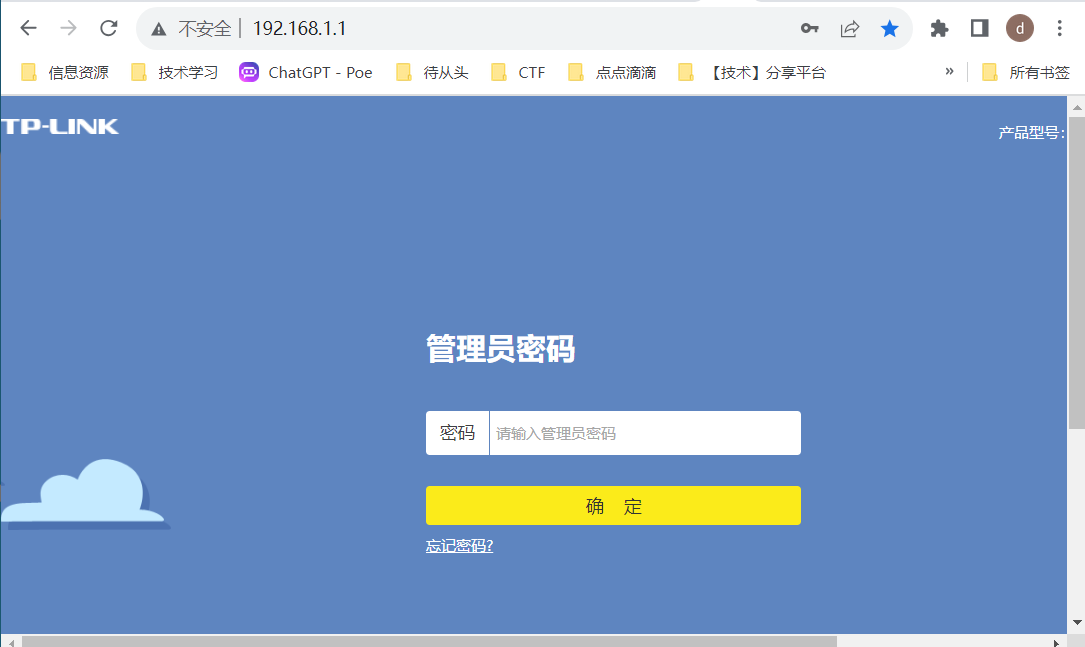 不安全 192.168.1.1 d
信息资源 技术学习 ChatGPT - Poe 待从头 CTF 点点滴滴 【技术】分享平台 » 所有书签
TP-LINK 产品型号:
管理员密码
密码 请输入管理员密码
确 定
忘记密码?